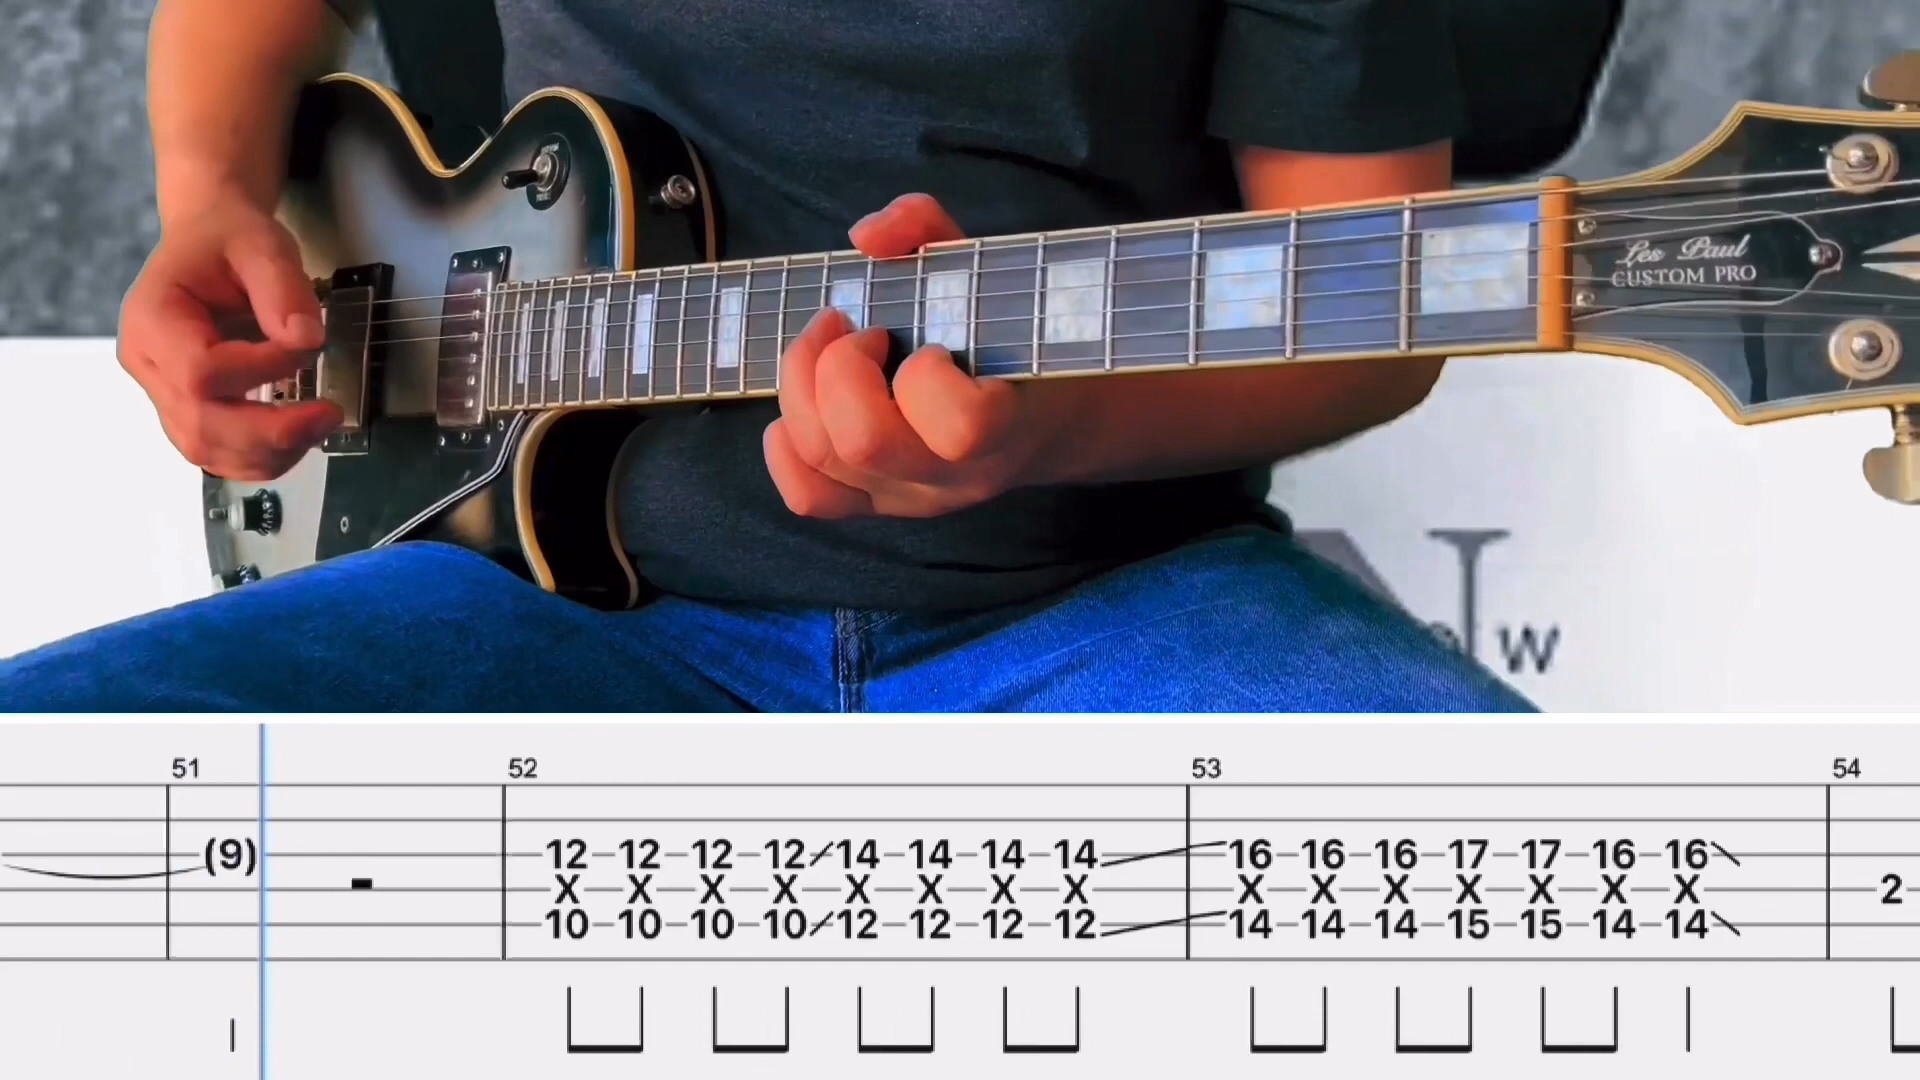 Les Paul
CUSTOM PRO
W
51 52 53 54
(9) 12 12 12 12 14 14 14 14 16 16 16 17 17 16 16
X X X X X X X X X X X X X X X 2
10 10 10 10 12 12 12 12 14 14 14 15 15 14 14